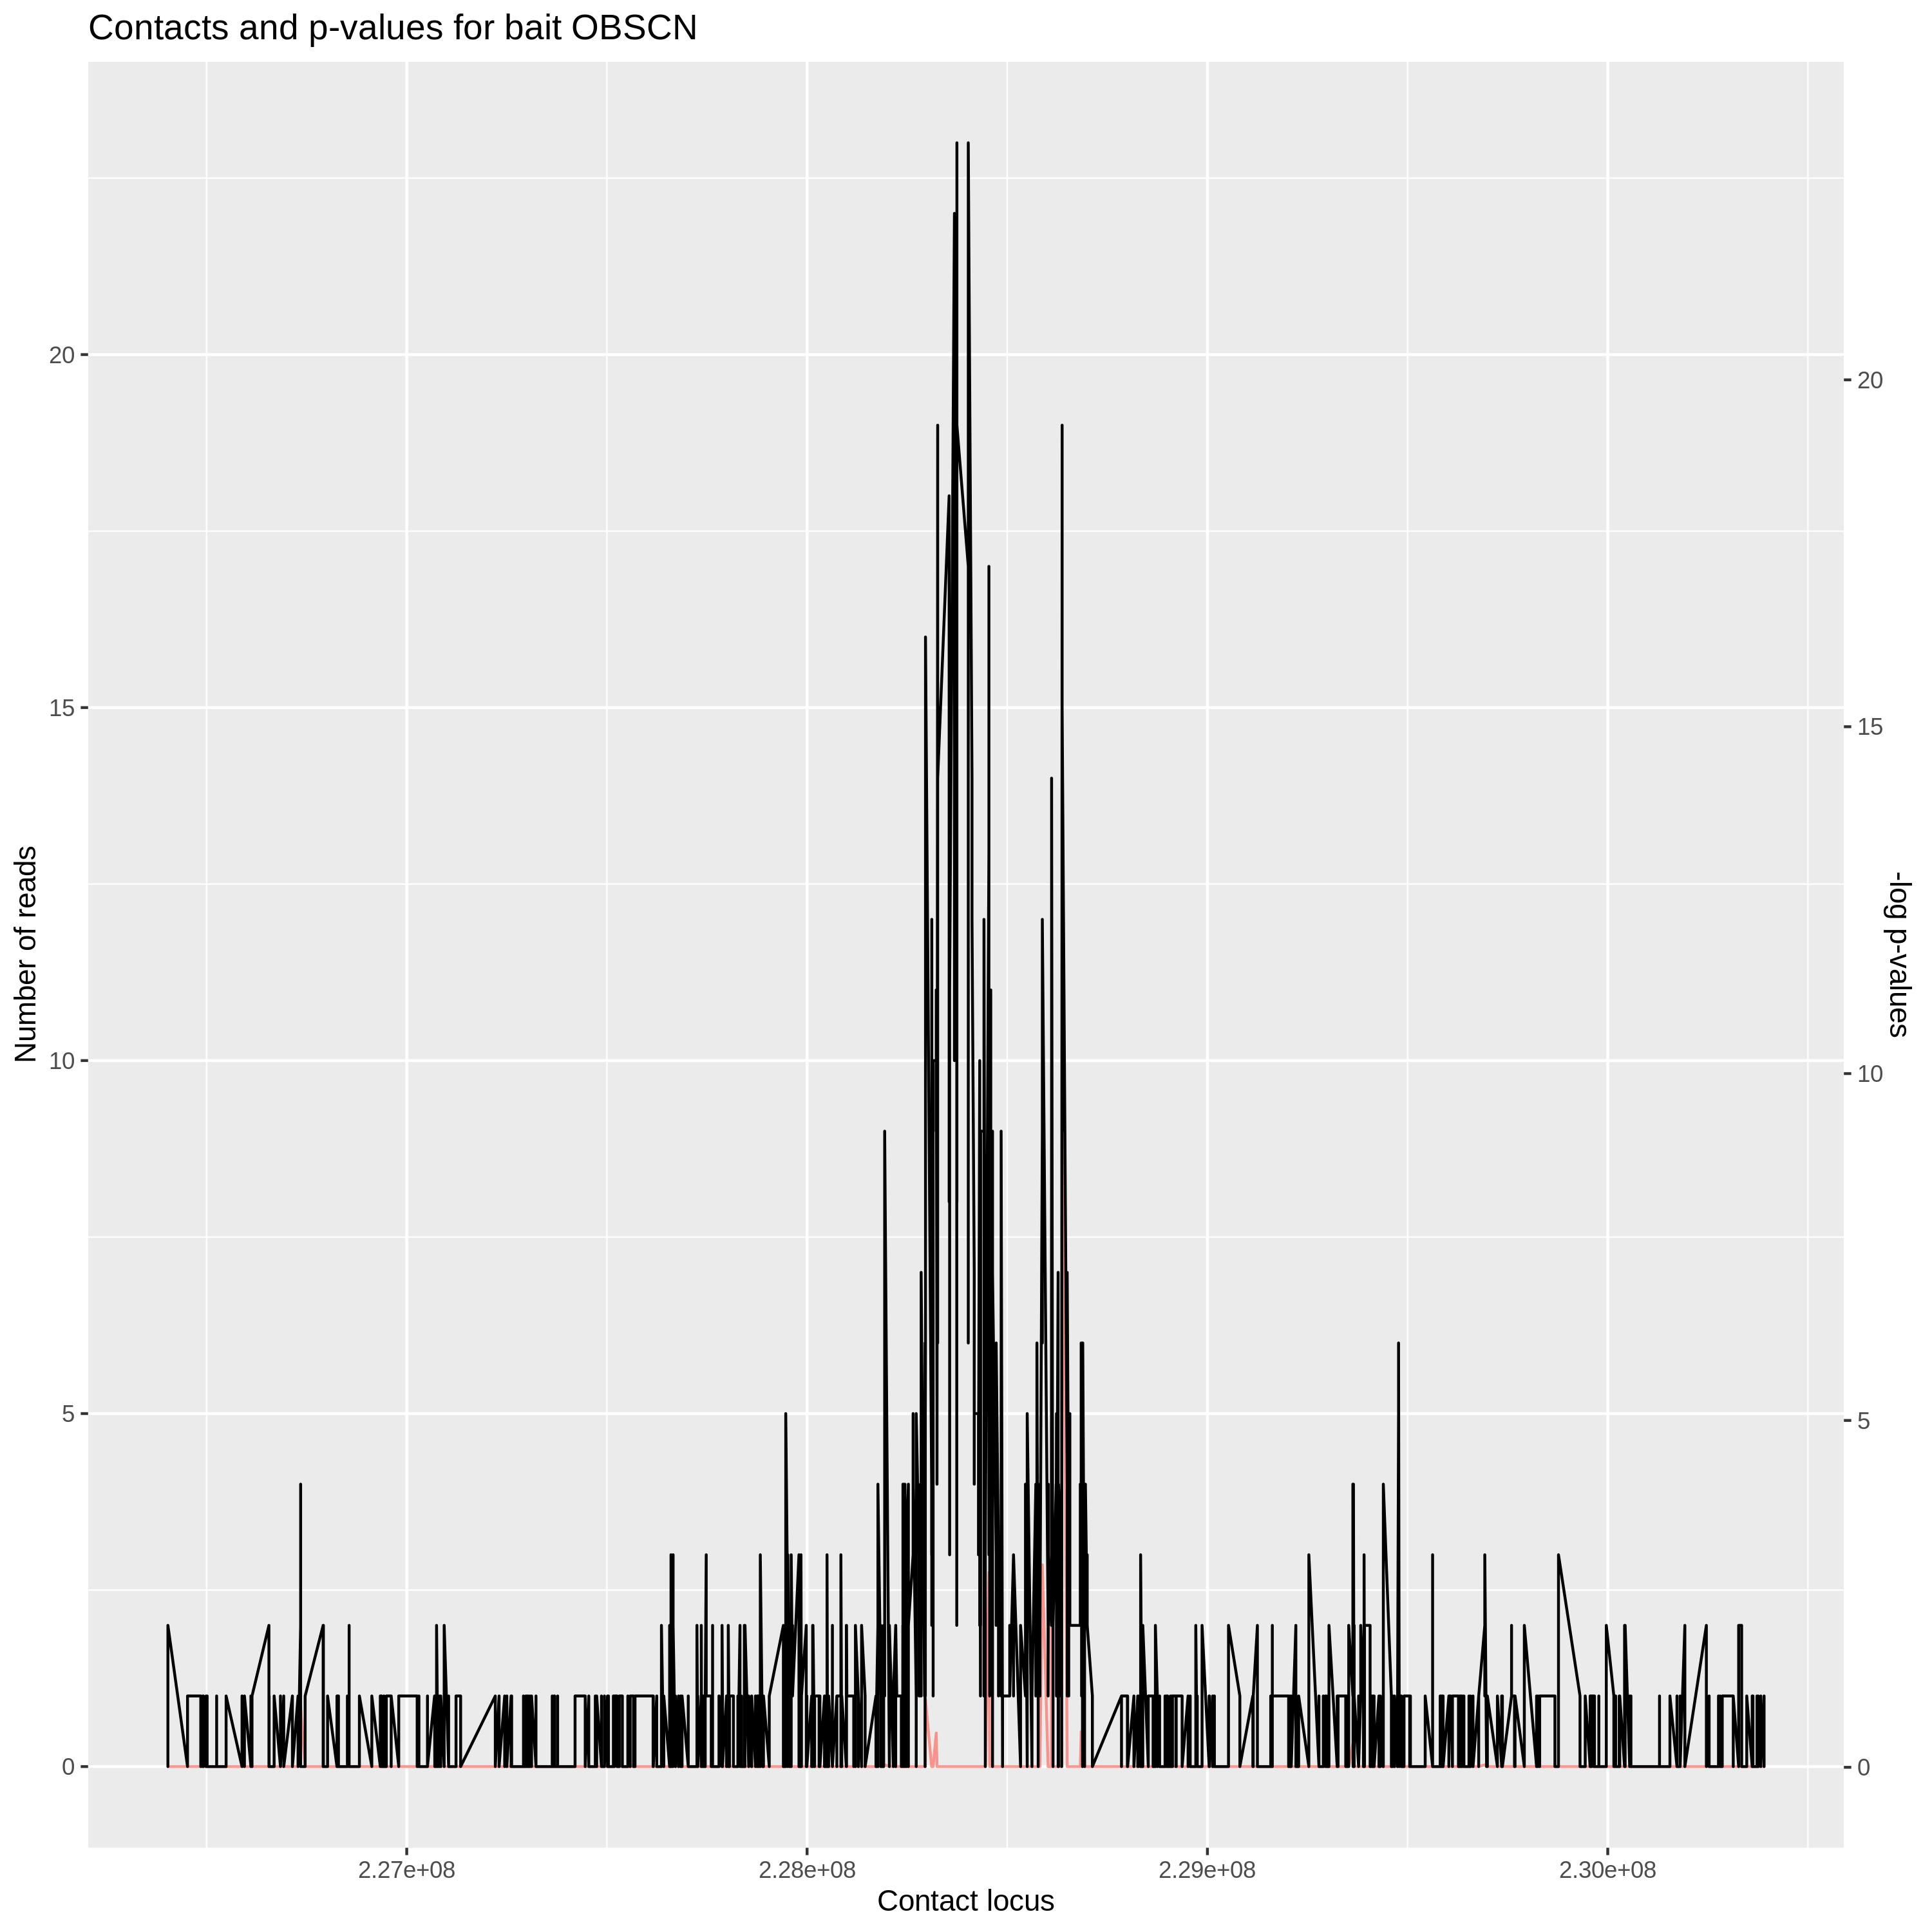 Contacts and p-values for bait OBSCN
Number of reads
20
15
10
5
0
20
15
10
5
0
-log p-values
2.27e+08 2.28e+08 2.29e+08 2.30e+08
Contact locus